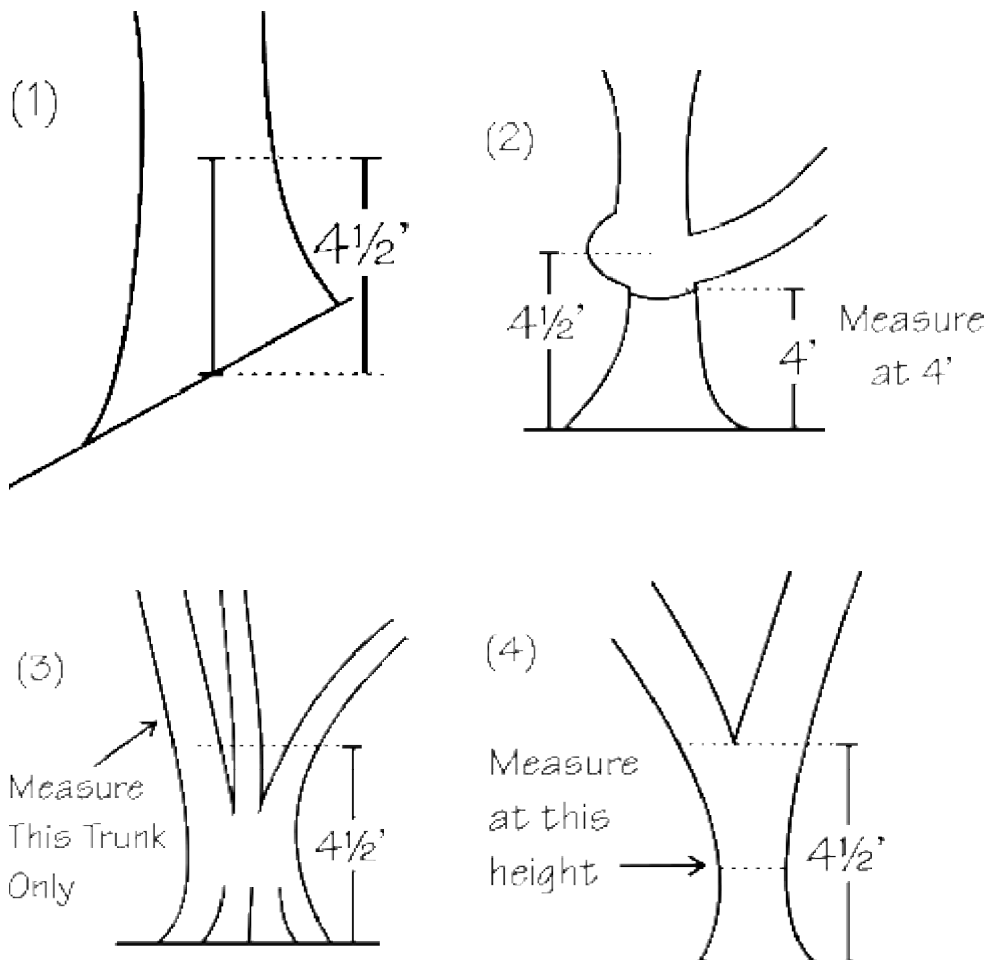 (1)
4½’
(2)
4½’
4’
Measure
at 4’
(3)
Measure
This Trunk
Only
4½’
(4)
Measure
at this
height
4½’